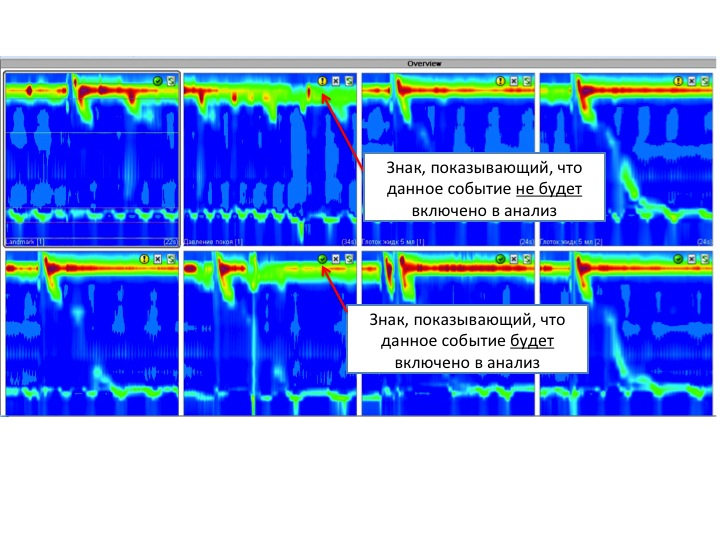 Overview
Знак, показывающий, что
данное событие не будет
включено в анализ
Landmark [1] (22s)
Давление покоя [1] (34s)
Глоток жидк 5 мл [1] (24s)
Глоток жидк 5 мл [2] (24s)
Знак, показывающий, что
данное событие будет
включено в анализ